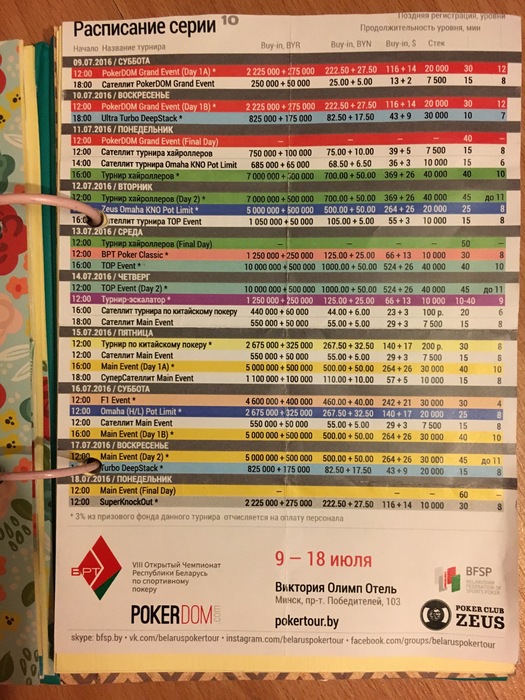 Расписание серии 10
Поздняя регистрация, уровни
Продолжительность уровня, мин
Начало Название турнира Buy-in, BYR Buy-in, BYN Buy-in, $ Стек
09.07.2016 / СУББОТА
12:00 PokerDOM Grand Event (Day 1A) * 2 225 000 + 275 000 222.50 + 27.50 116 + 14 20 000 30 12
18:00 Сателлит PokerDOM Grand Event 250 000 + 50 000 25.00 + 5.00 13 + 2 7 500 15 8
10.07.2016 / ВОСКРЕСЕНЬЕ
12:00 PokerDOM Grand Event (Day 1B) * 2 225 000 + 275 000 222.50 + 27.50 116 + 14 20 000 30 12
18:00 Ultra Turbo DeepStack * 825 000 + 175 000 82.50 + 17.50 43 + 9 30 000 10 7
11.07.2016 / ПОНЕДЕЛЬНИК
12:00 PokerDOM Grand Event (Final Day) – – – 40 –
12:00 Сателлит турнира хайроллеров 750 000 + 100 000 75.00 + 10.00 39 + 5 7 500 15 8
14:00 Сателлит турнира Omaha KNO Pot Limit 685 000 + 65 000 68.50 + 6.50 36 + 3 10 000 15 6
16:00 Турнир хайроллеров * 7 000 000 + 500 000 700.00 + 50.00 369 + 26 40 000 40 10
12.07.2016 / ВТОРНИК
12:00 Турнир хайроллеров (Day 2) * 7 000 000 + 500 000 700.00 + 50.00 369 + 26 40 000 45 до 11
Zeus Omaha KNO Pot Limit * 5 000 000 + 500 000 500.00 + 50.00 264 + 26 20 000 25 8
16:00 Сателлит турнира TOP Event 1 050 000 + 50 000 105.00 + 5.00 55 + 3 10 000 15 8
13.07.2016 / СРЕДА
12:00 Турнир хайроллеров (Final Day) – – – 50 –
12:00 BPT Poker Classic * 1 250 000 + 250 000 125.00 + 25.00 66 + 13 10 000 30 8
16:00 TOP Event * 10 000 000 + 500 000 1000.00 + 50.00 524 + 26 40 000 40 10
14.07.2016 / ЧЕТВЕРГ
12:00 TOP Event (Day 2) * 10 000 000 + 500 000 1000.00 + 50.00 524 + 26 40 000 45 до 11
12:00 Турнир-эскалатор * 1 250 000 + 250 000 125.00 + 25.00 66 + 13 10 000 10-40 9
16:00 Сателлит турнира по китайскому покеру 440 000 + 60 000 44.00 + 6.00 23 + 3 100 р. 20 6
18:00 Сателлит Main Event 550 000 + 50 000 55.00 + 5.00 29 + 3 7 500 15 8
15.07.2016 / ПЯТНИЦА
12:00 Турнир по китайскому покеру * 2 675 000 + 325 000 267.50 + 32.50 140 + 17 200 р. 30 8
12:00 Сателлит Main Event 550 000 + 50 000 55.00 + 5.00 29 + 3 7 500 15 8
16:00 Main Event (Day 1A) * 5 000 000 + 500 000 500.00 + 50.00 264 + 26 30 000 40 10
18:00 СуперСателлит Main Event 1 100 000 + 100 000 110.00 + 10.00 57 + 5 10 000 15 8
16.07.2016 / СУББОТА
12:00 F1 Event * 4 600 000 + 400 000 460.00 + 40.00 242 + 21 30 000 30 4
12:00 Omaha (H/L) Pot Limit * 2 675 000 + 325 000 267.50 + 32.50 140 + 17 20 000 25 8
12:00 Сателлит Main Event 550 000 + 50 000 55.00 + 5.00 29 + 3 7 500 15 8
16:00 Main Event (Day 1B) * 5 000 000 + 500 000 500.00 + 50.00 264 + 26 30 000 40 10
17.07.2016 / ВОСКРЕСЕНЬЕ
12:00 Main Event (Day 2) * 5 000 000 + 500 000 500.00 + 50.00 264 + 26 30 000 45 до 11
Turbo DeepStack * 825 000 + 175 000 82.50 + 17.50 43 + 9 20 000 15 8
18.07.2016 / ПОНЕДЕЛЬНИК
12:00 Main Event (Final Day) – – – 60 –
12:00 SuperKnockOut * 2 225 000 + 275 000 222.50 + 27.50 116 + 14 10 000 30 8
* 3% из призового фонда данного турнира отчисляется на оплату персонала
БРТ
VIII Открытый Чемпионат
Республики Беларусь
по спортивному
покеру
POKERDOM.com
9 – 18 июля
Виктория Олимп Отель
Минск, пр-т. Победителей, 103
pokertour.by
BFSP
BELARUSIAN
FEDERATION OF
SPORTS POKER
POKER CLUB
ZEUS
skype: bfsp.by • vk.com/belaruspokertour • instagram.com/belaruspokertour • facebook.com/groups/belaruspokertour